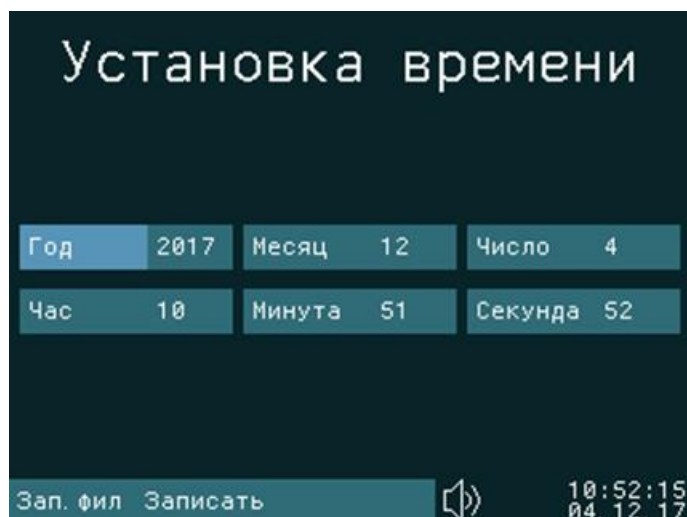 Установка времени
Год 2017 Месяц 12 Число 4
Час 10 Минута 51 Секунда 52
Зап. фил Записать 10:52:15
04 12 17